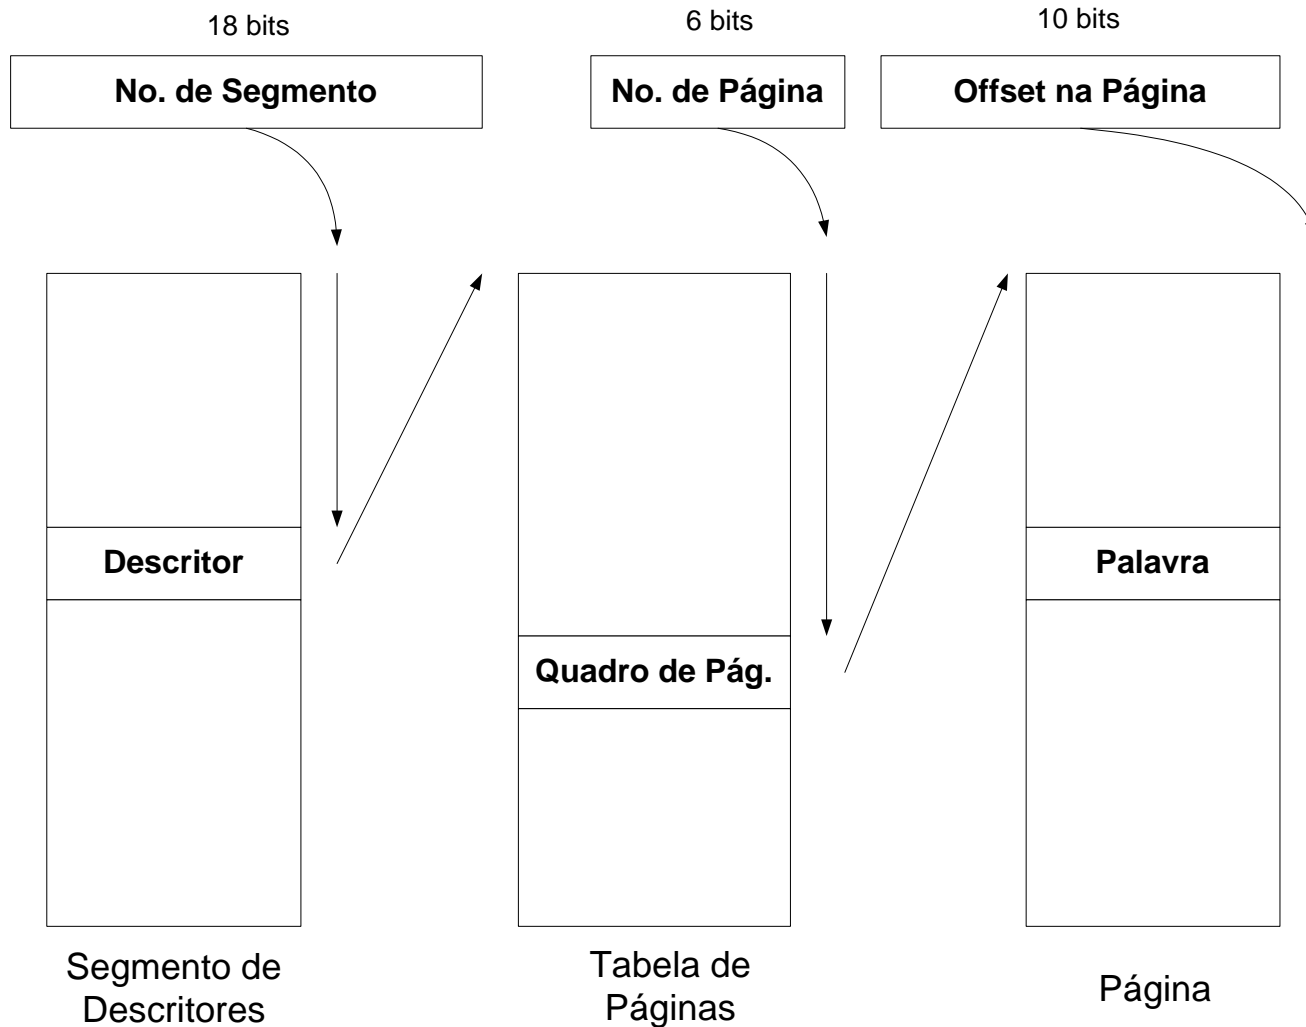 18 bits
6 bits
10 bits
No. de Segmento
No. de Página
Offset na Página
Descritor
Palavra
Quadro de Pág.
Segmento de
Descritores
Tabela de
Páginas
Página